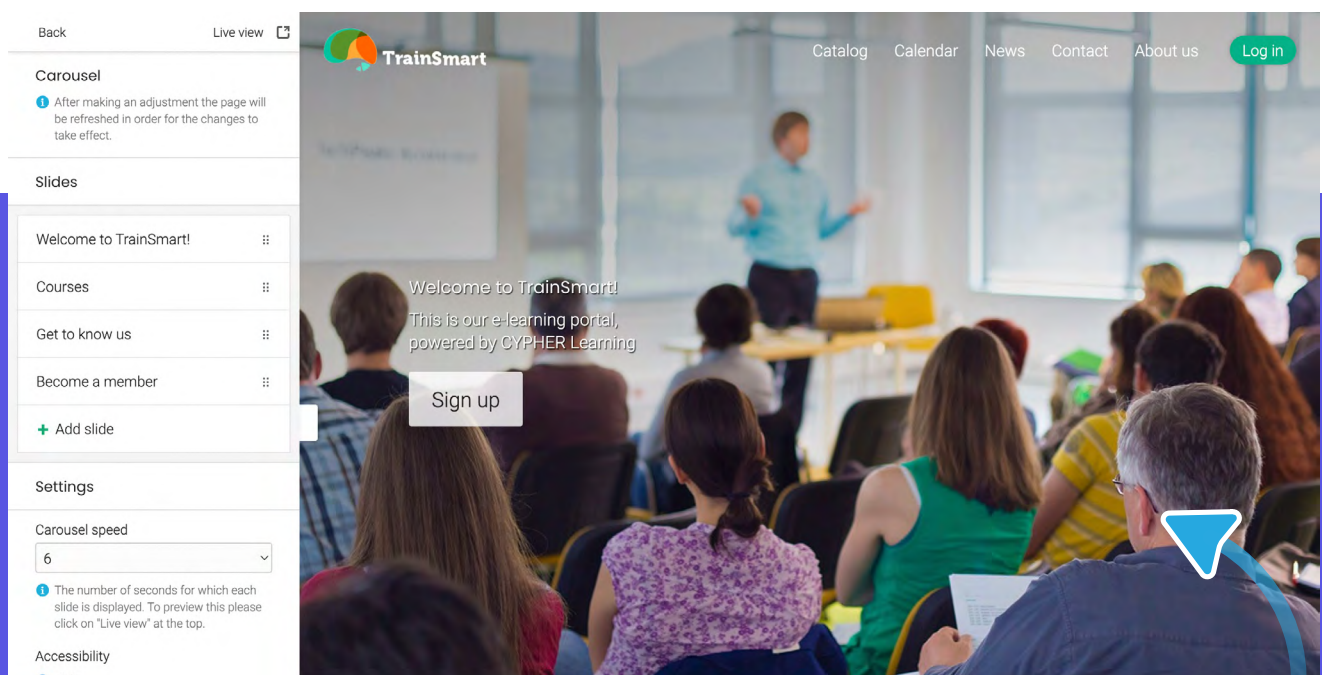 Back
Live view
Carousel
After making an adjustment the page will
be refreshed in order for the changes to
take effect.
Slides
Welcome to TrainSmart!
Courses
Get to know us
Become a member
+ Add slide
Settings
Carousel speed
6
The number of seconds for which each
slide is displayed. To preview this please
click on "Live view" at the top.
Accessibility
TrainSmart
Catalog
Calendar
News
Contact
About us
Log in
Welcome to TrainSmart!
This is our e-learning portal,
powered by CYPHER Learning
Sign up